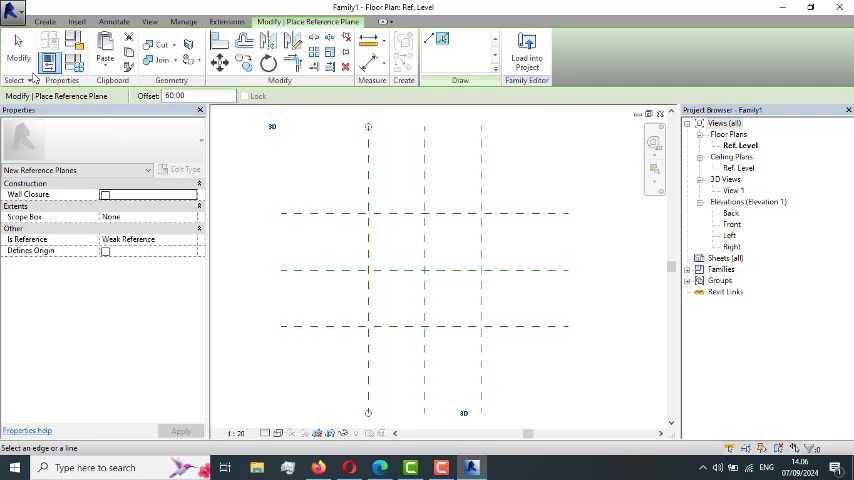 Family1 - Floor Plan: Ref. Level
Create Insert Annotate View Manage Extensions Modify | Place Reference Plane
Modify Paste Cut Join Load into Project
Select Properties Clipboard Geometry Modify Measure Create Draw Family Editor
Modify | Place Reference Plane Offset: 60.00 Lock
Properties
New Reference Planes Edit Type
Construction
Wall Closure
Extents
Scope Box None
Other
Is Reference Weak Reference
Defines Origin
Properties help Apply
3D
3D
1 : 20
Project Browser - Family1
Views (all)
Floor Plans
Ref. Level
Ceiling Plans
Ref. Level
3D Views
View 1
Elevations (Elevation 1)
Back
Front
Left
Right
Sheets (all)
Families
Groups
Revit Links
Select an edge or a line :0
Type here to search
ENG
14.06
07/09/2024